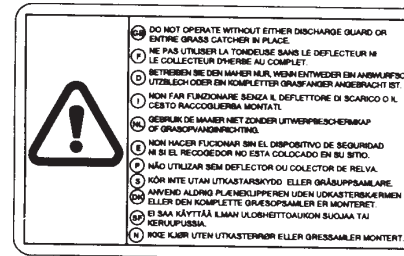 GB DO NOT OPERATE WITHOUT EITHER DISCHARGE GUARD OR
ENTIRE GRASS CATCHER IN PLACE.
F NE PAS UTILISER LA TONDEUSE SANS LE DEFLECTEUR NI
LE COLLECTEUR D'HERBE AU COMPLET.
D BETREIBEN SIE DEN MAHER NUR, WENN ENTWEDER EIN ANWURFSC
UTZBLECH ODER EIN KOMPLETTER GRASFANGER ANGEBRACHT IST.
I NON FAR FUNZIONARE SENZA IL DEFLETTORE DI SCARICO O IL
CESTO RACCOGLIERBA MONTATI.
NL GEBRUIK DE MAAIER NIET ZONDER UITWERPBESCHERMKAP
OF GRASOPVANGINRICHTING.
E NON HACER FUCIONAR SIN EL DISPOSITIVO DE SEGURIDAD
NI SI EL RECOGEDOR NO ESTA COLOCADO EN SU SITIO.
P NÃO UTILIZAR SEM DEFLECTOR OU COLECTOR DE RELVA.
S KÖR INTE UTAN UTKASTARSKYDD ELLER GRÄSUPPSAMLARE.
DK ANVEND ALDRIG PLÆNEKLIPPEREN UDEN UDKASTERSKÆRMEN
ELLER DEN KOMPLETTE GRÆSOPSAMLER ER MONTERET.
SF EI SAA KÄYTTÄÄ ILMAN ULOSHEITTOAUKON SUOJAA TAI
KERUUPUSSIA.
N IKKE KJØR UTEN UTKASTERRØR ELLER GRESSAMLER MONTERT.